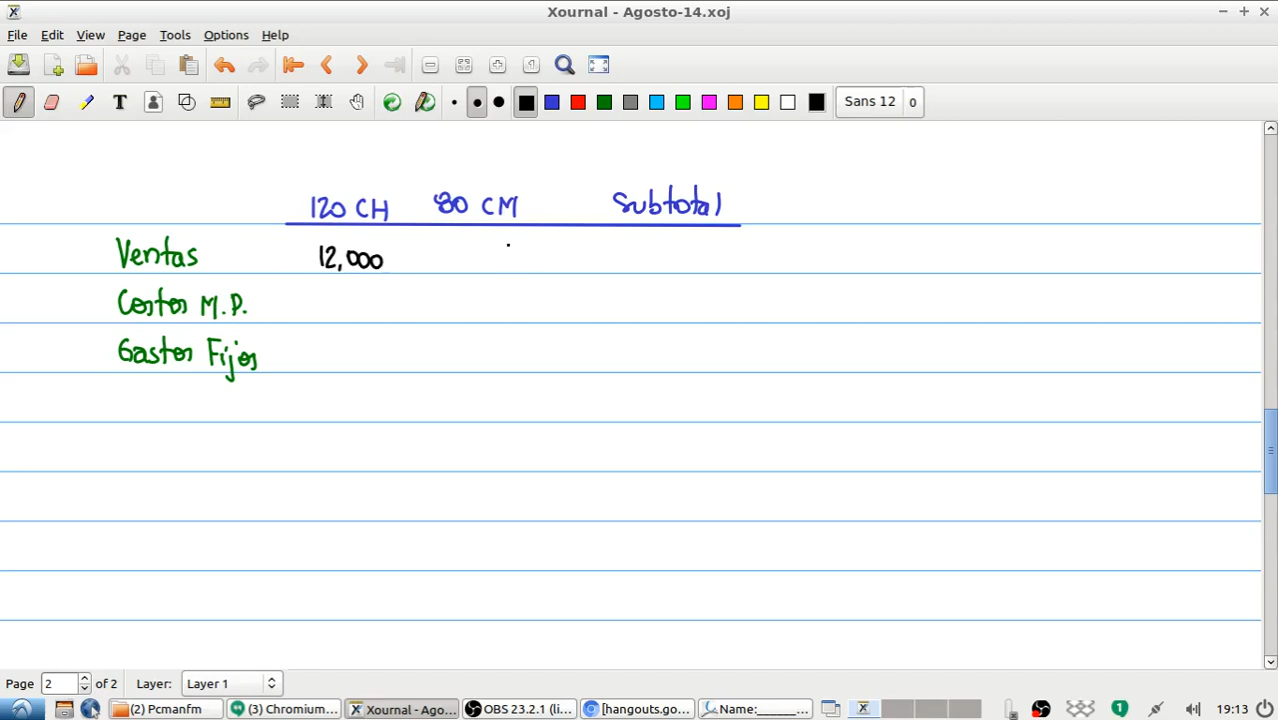 Xournal - Agosto-14.xoj
File Edit View Page Tools Options Help
Sans 12 0
120 CH 80 CM Subtotal
Ventas 12,000
Costos M.P.
Gastos Fijos
Page 2 of 2 Layer: Layer 1
(2) Pcmanfm (3) Chromium... Xournal - Ago... OBS 23.2.1 (li... [hangouts.go... Name:______... 1 19:13